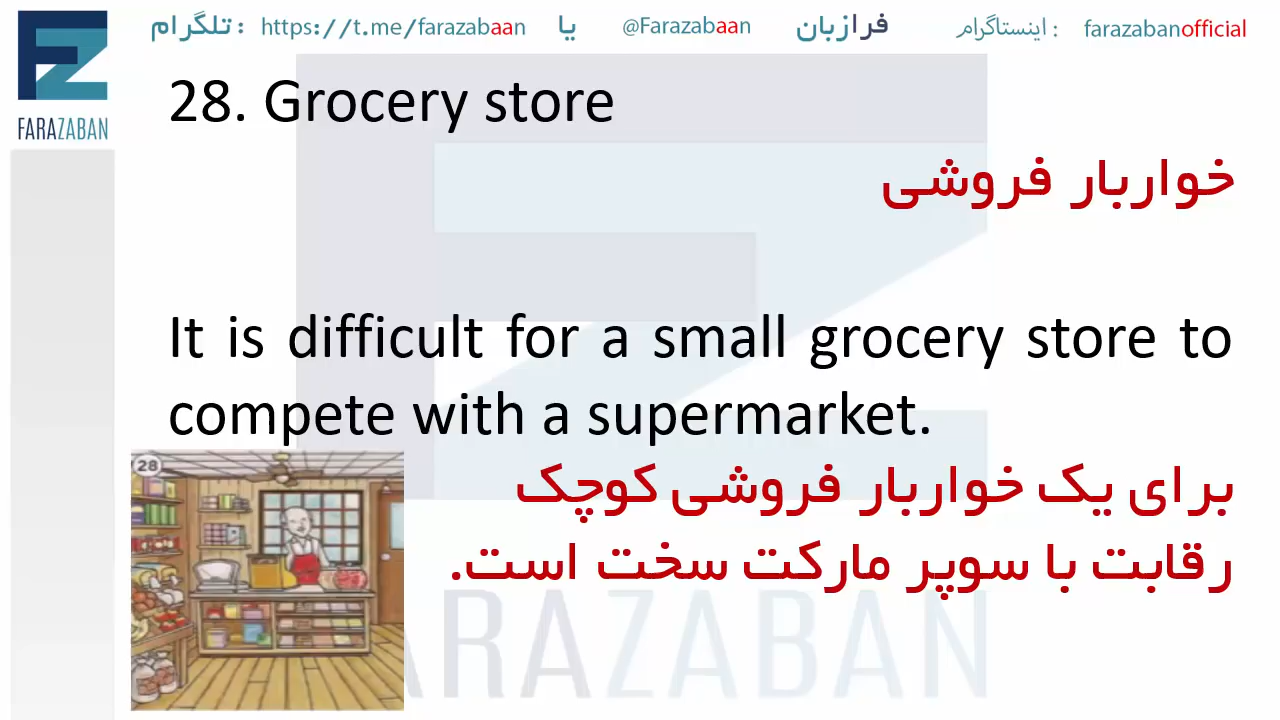 تلگرام : https://t.me/farazabaan یا @Farazabaan فرازبان اینستاگرام : farazabanofficial
FARAZABAN
28. Grocery store
خواربار فروشی
It is difficult for a small grocery store to
compete with a supermarket.
28
برای یک خواربار فروشی کوچک
رقابت با سوپر مارکت سخت است.
FARAZABAN